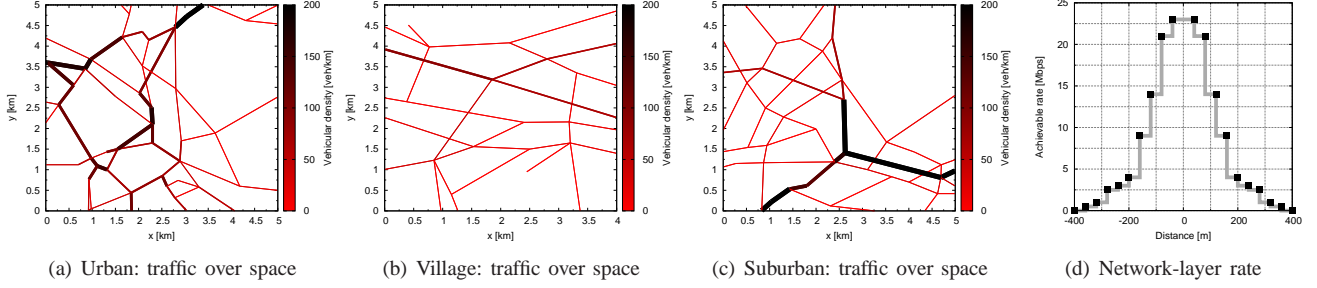 5
4.5
4
3.5
3
2.5
2
1.5
1
0.5
0
y [km]
0 0.5 1 1.5 2 2.5 3 3.5 4 4.5 5
x [km]
200
150
100
50
0
Vehicular density [veh/km]
(a) Urban: traffic over space
5
4.5
4
3.5
3
2.5
2
1.5
1
0.5
0
y [km]
0 0.5 1 1.5 2 2.5 3 3.5 4
x [km]
200
150
100
50
0
Vehicular density [veh/km]
(b) Village: traffic over space
5
4.5
4
3.5
3
2.5
2
1.5
1
0.5
0
y [km]
0 0.5 1 1.5 2 2.5 3 3.5 4 4.5 5
x [km]
200
150
100
50
0
Vehicular density [veh/km]
(c) Suburban: traffic over space
25
20
15
10
5
0
Achievable rate [Mbps]
-400 -200 0 200 400
Distance [m]
(d) Network-layer rate